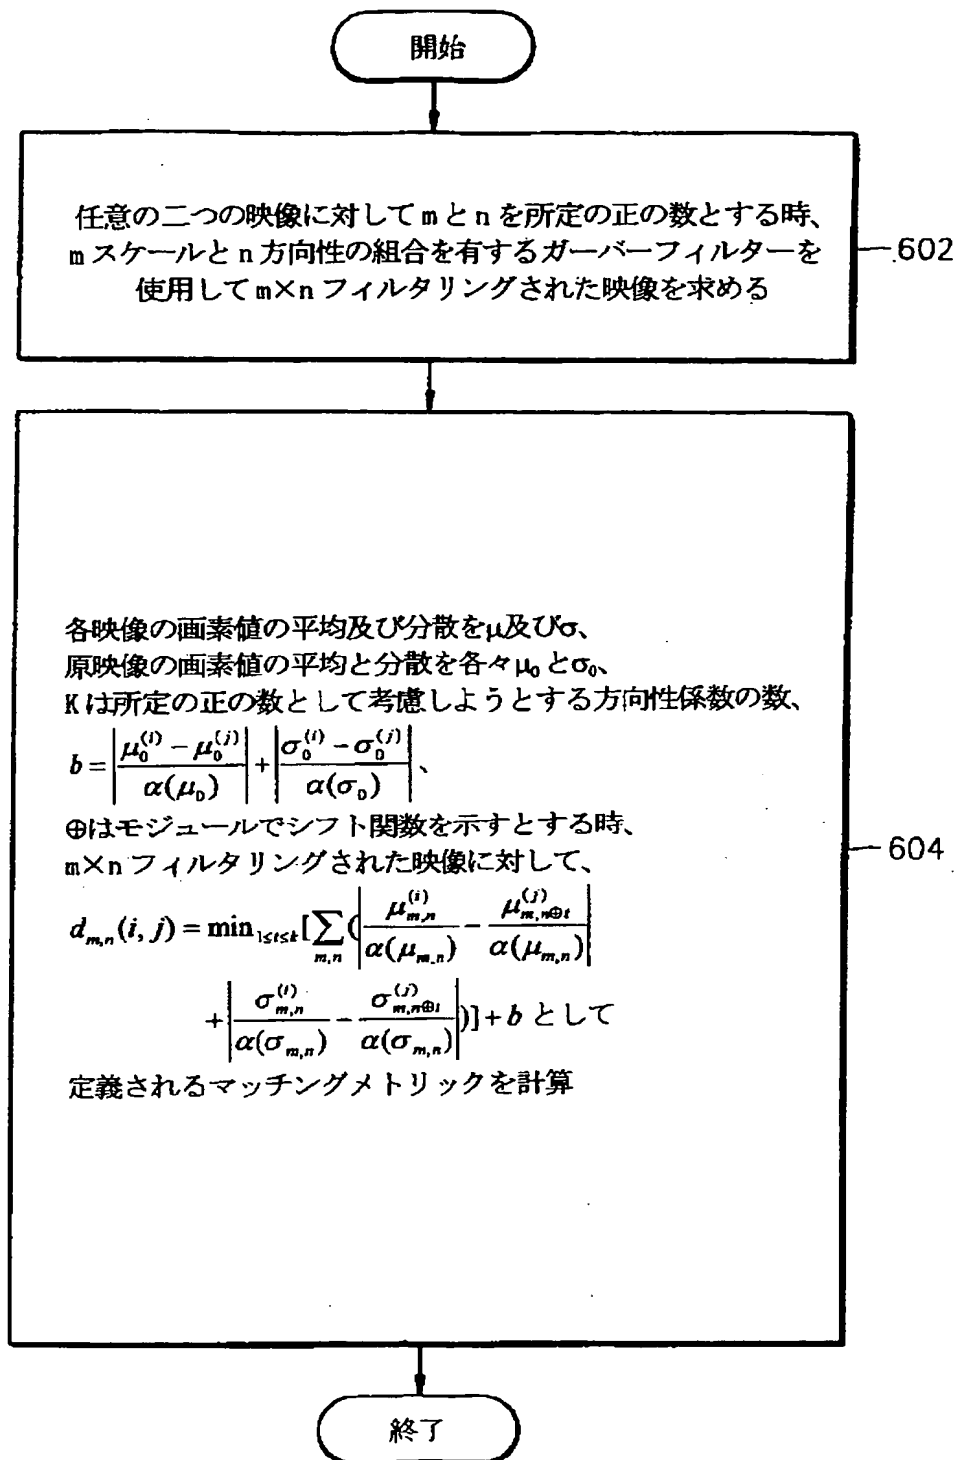 開始
任意の二つの映像に対してmとnを所定の正の数とする時、
mスケールとn方向性の組合を有するガーバーフィルターを
使用してm×nフィルタリングされた映像を求める
602
各映像の画素値の平均及び分散をμ及びσ、
原映像の画素値の平均と分散を各々μ₀とσ₀、
Kは所定の正の数として考慮しようとする方向性係数の数、
b = |(μ₀^(i) − μ₀^(j)) / α(μ₀)| + |(σ₀^(i) − σ₀^(j)) / α(σ₀)| 、
⊕はモジュールでシフト関数を示すとする時、
m×nフィルタリングされた映像に対して、
604
d_{m,n}(i, j) = min_{1≤t≤k}[∑_{m,n}(|μ_{m,n}^(i) / α(μ_{m,n}) − μ_{m,n⊕t}^(j) / α(μ_{m,n})|
+ |σ_{m,n}^(i) / α(σ_{m,n}) − σ_{m,n⊕t}^(j) / α(σ_{m,n})|)] + b として
定義されるマッチングメトリックを計算
終了